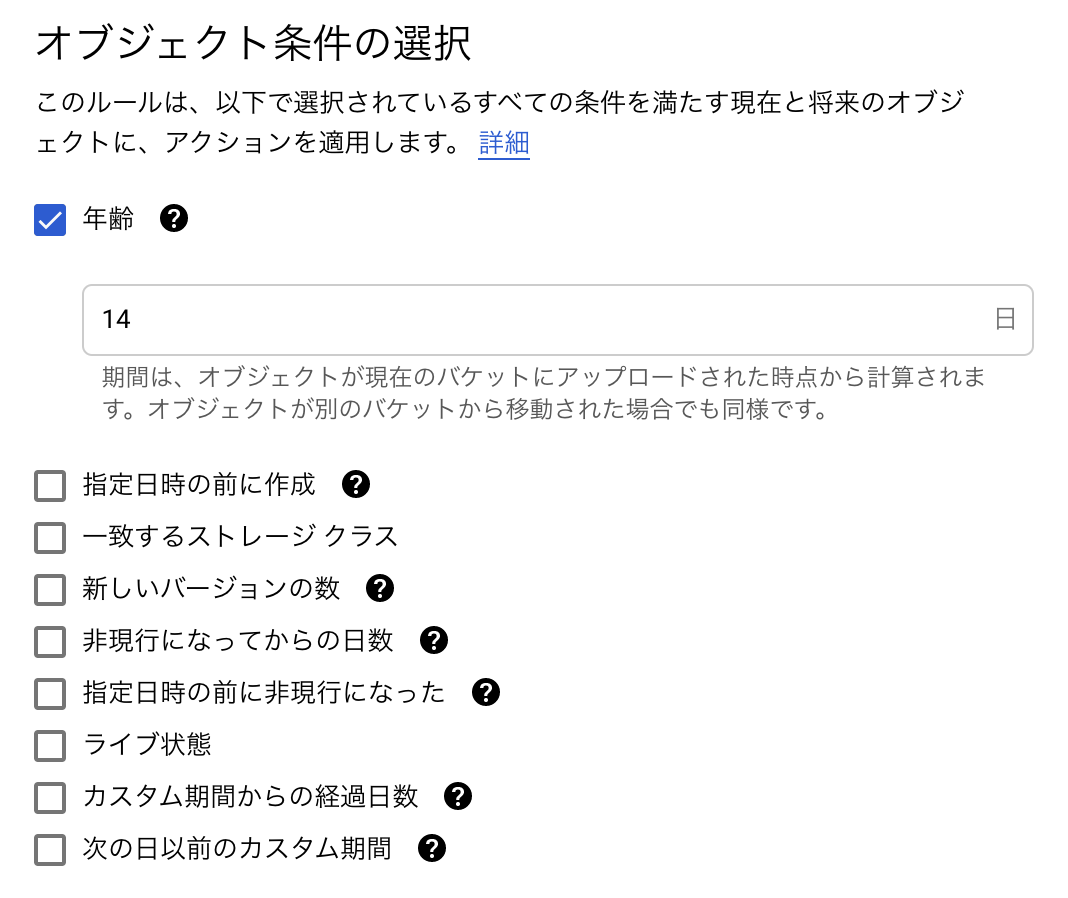 オブジェクト条件の選択
このルールは、以下で選択されているすべての条件を満たす現在と将来のオブジ
ェクトに、アクションを適用します。 詳細
年齢 ?
14 日
期間は、オブジェクトが現在のバケットにアップロードされた時点から計算されま
す。オブジェクトが別のバケットから移動された場合でも同様です。
指定日時の前に作成 ?
一致するストレージ クラス
新しいバージョンの数 ?
非現行になってからの日数 ?
指定日時の前に非現行になった ?
ライブ状態
カスタム期間からの経過日数 ?
次の日以前のカスタム期間 ?